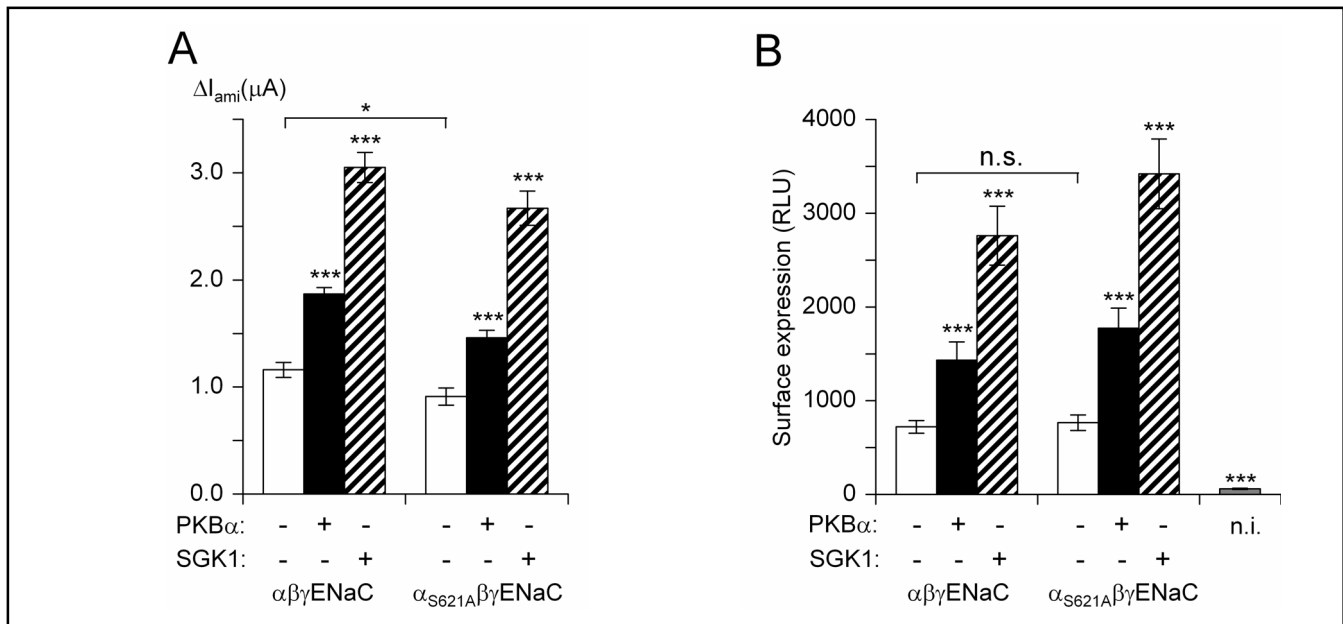 A
ΔIami(μA)
*
***
***
***
***
3.0
2.0
1.0
0.0
PKBα: - + - - + -
SGK1: - - + - - +
αβγENaC αS621AβγENaC
B
Surface expression (RLU)
4000
3000
2000
1000
0
n.s.
***
***
***
***
***
PKBα: - + - - + - n.i.
SGK1: - - + - - +
αβγENaC αS621AβγENaC